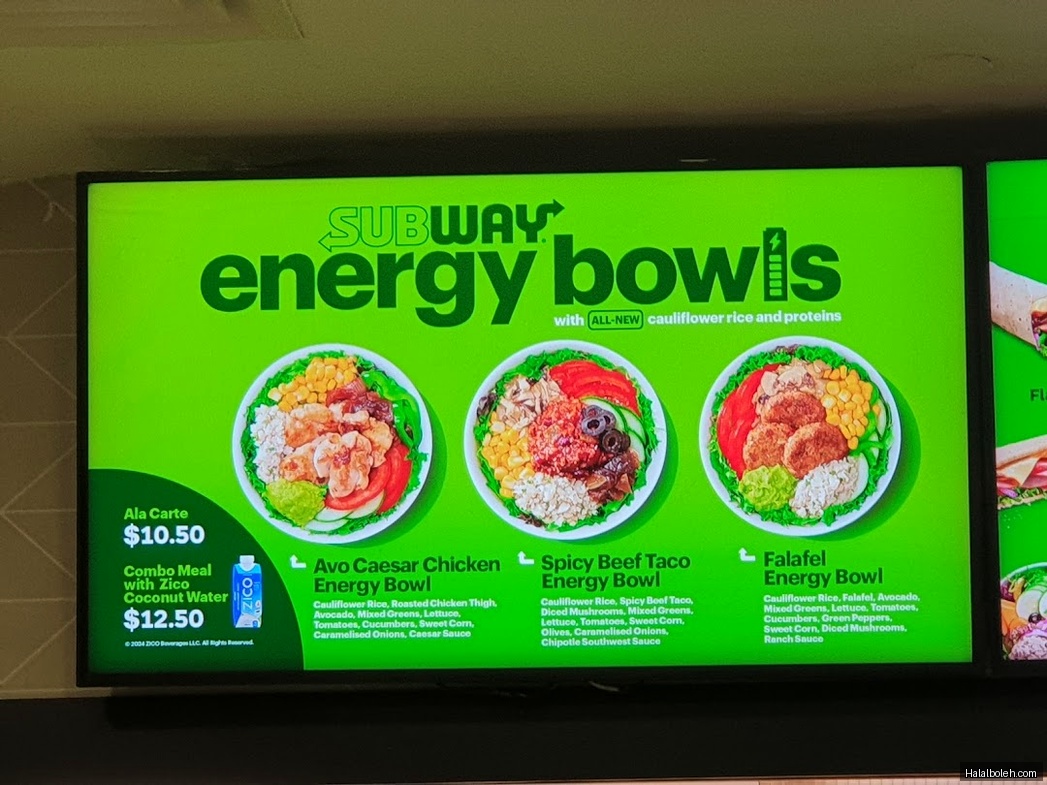 SUBWAY
energy bowls
with ALL-NEW cauliflower rice and proteins
Ala Carte
$10.50
Combo Meal
with Zico
Coconut Water
$12.50
ZICO
© 2024 ZICO Beverages LLC. All Rights Reserved.
Avo Caesar Chicken
Energy Bowl
Cauliflower Rice, Roasted Chicken Thigh,
Avocado, Mixed Greens, Lettuce,
Tomatoes, Cucumbers, Sweet Corn,
Caramelised Onions, Caesar Sauce
Spicy Beef Taco
Energy Bowl
Cauliflower Rice, Spicy Beef Taco,
Diced Mushrooms, Mixed Greens,
Lettuce, Tomatoes, Sweet Corn,
Olives, Caramelised Onions,
Chipotle Southwest Sauce
Falafel
Energy Bowl
Cauliflower Rice, Falafel, Avocado,
Mixed Greens, Lettuce, Tomatoes,
Cucumbers, Green Peppers,
Sweet Corn, Diced Mushrooms,
Ranch Sauce
Halalboleh.com